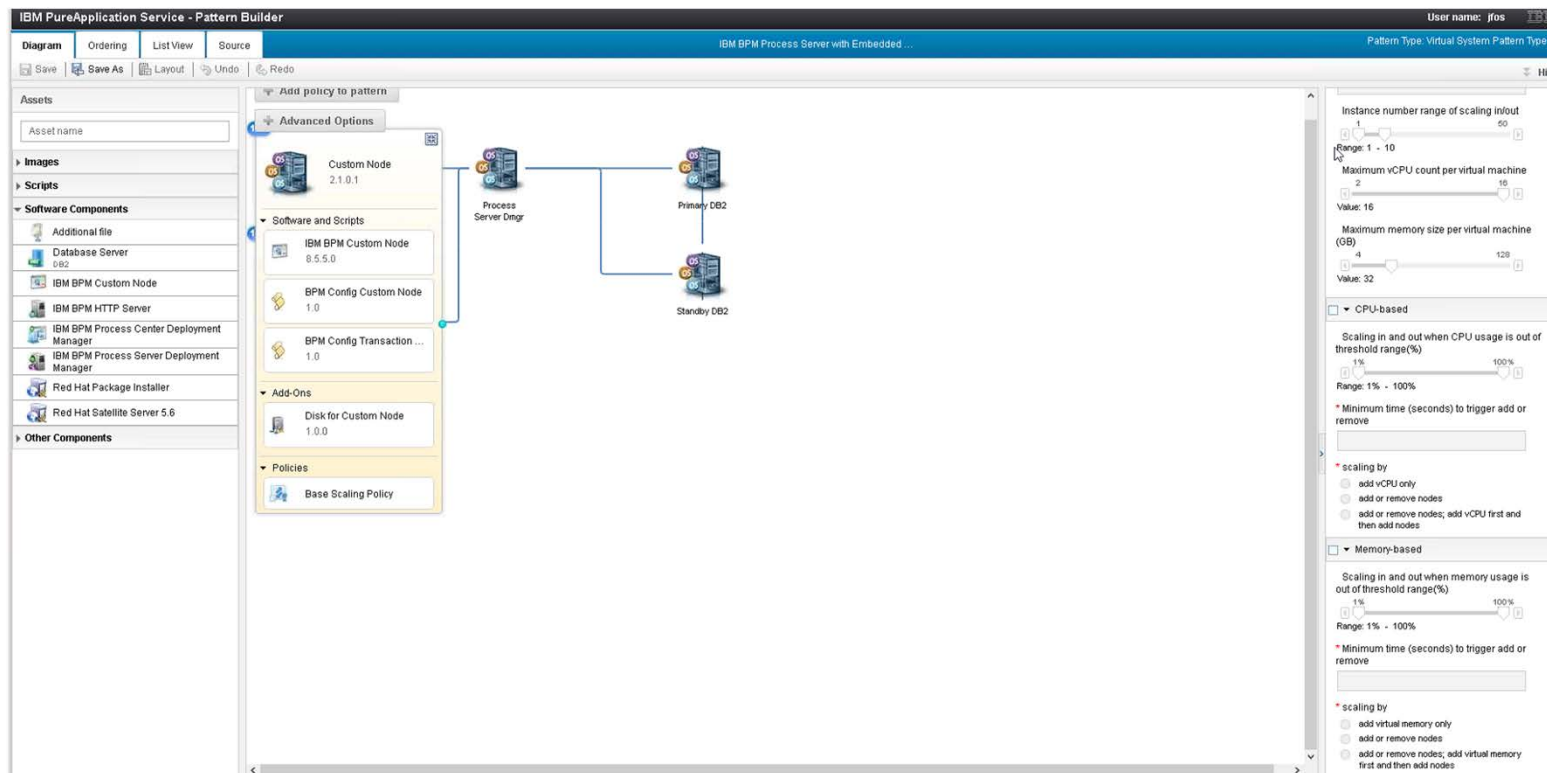 IBM PureApplication Service - Pattern Builder
User name: jfos
IBM
Diagram
Ordering
List View
Source
IBM BPM Process Server with Embedded ...
Pattern Type: Virtual System Pattern Type
Save
Save As
Layout
Undo
Redo
Hi
Assets
Asset name
Images
Scripts
Software Components
Additional file
Database Server
DB2
IBM BPM Custom Node
IBM BPM HTTP Server
IBM BPM Process Center Deployment
Manager
IBM BPM Process Server Deployment
Manager
Red Hat Package Installer
Red Hat Satellite Server 5.6
Other Components
Add policy to pattern
Advanced Options
Custom Node
2.1.0.1
Software and Scripts
IBM BPM Custom Node
8.5.5.0
BPM Config Custom Node
1.0
BPM Config Transaction ...
1.0
Add-Ons
Disk for Custom Node
1.0.0
Policies
Base Scaling Policy
OS
OS
OS
Process
Server Dmgr
OS
OS
OS
Primary DB2
OS
OS
OS
Standby DB2
Instance number range of scaling in/out
1 50
Range: 1 - 10
Maximum vCPU count per virtual machine
2 16
Value: 16
Maximum memory size per virtual machine
(GB)
4 128
Value: 32
CPU-based
Scaling in and out when CPU usage is out of
threshold range(%)
1% 100%
Range: 1% - 100%
* Minimum time (seconds) to trigger add or
remove
* scaling by
add vCPU only
add or remove nodes
add or remove nodes; add vCPU first and
then add nodes
Memory-based
Scaling in and out when memory usage is
out of threshold range(%)
1% 100%
Range: 1% - 100%
* Minimum time (seconds) to trigger add or
remove
* scaling by
add virtual memory only
add or remove nodes
add or remove nodes; add virtual memory
first and then add nodes